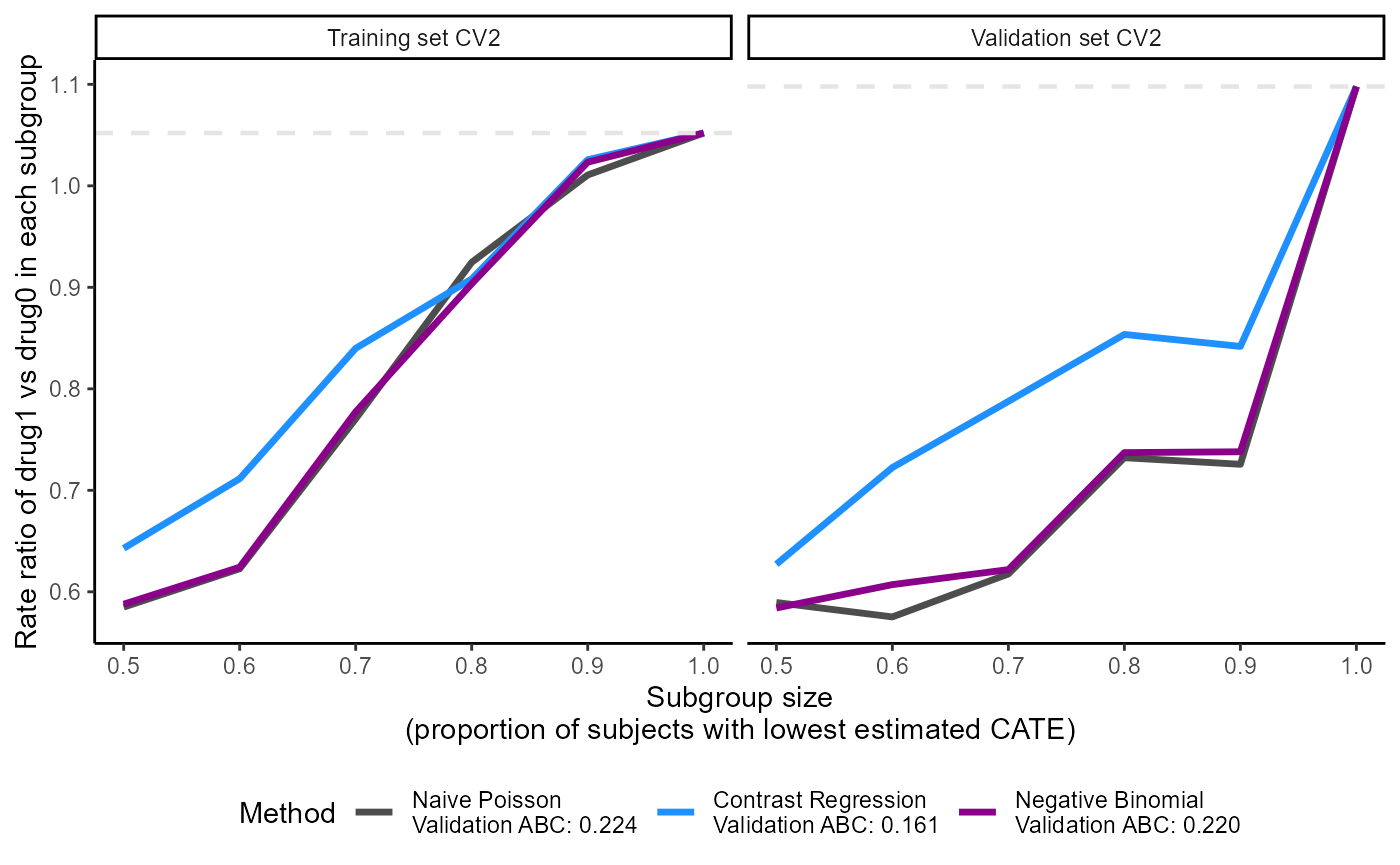 Training set CV2
Validation set CV2
Rate ratio of drug1 vs drug0 in each subgroup
1.1
1.0
0.9
0.8
0.7
0.6
0.5 0.6 0.7 0.8 0.9 1.0
0.5 0.6 0.7 0.8 0.9 1.0
Subgroup size
(proportion of subjects with lowest estimated CATE)
Method
Naive Poisson
Validation ABC: 0.224
Contrast Regression
Validation ABC: 0.161
Negative Binomial
Validation ABC: 0.220